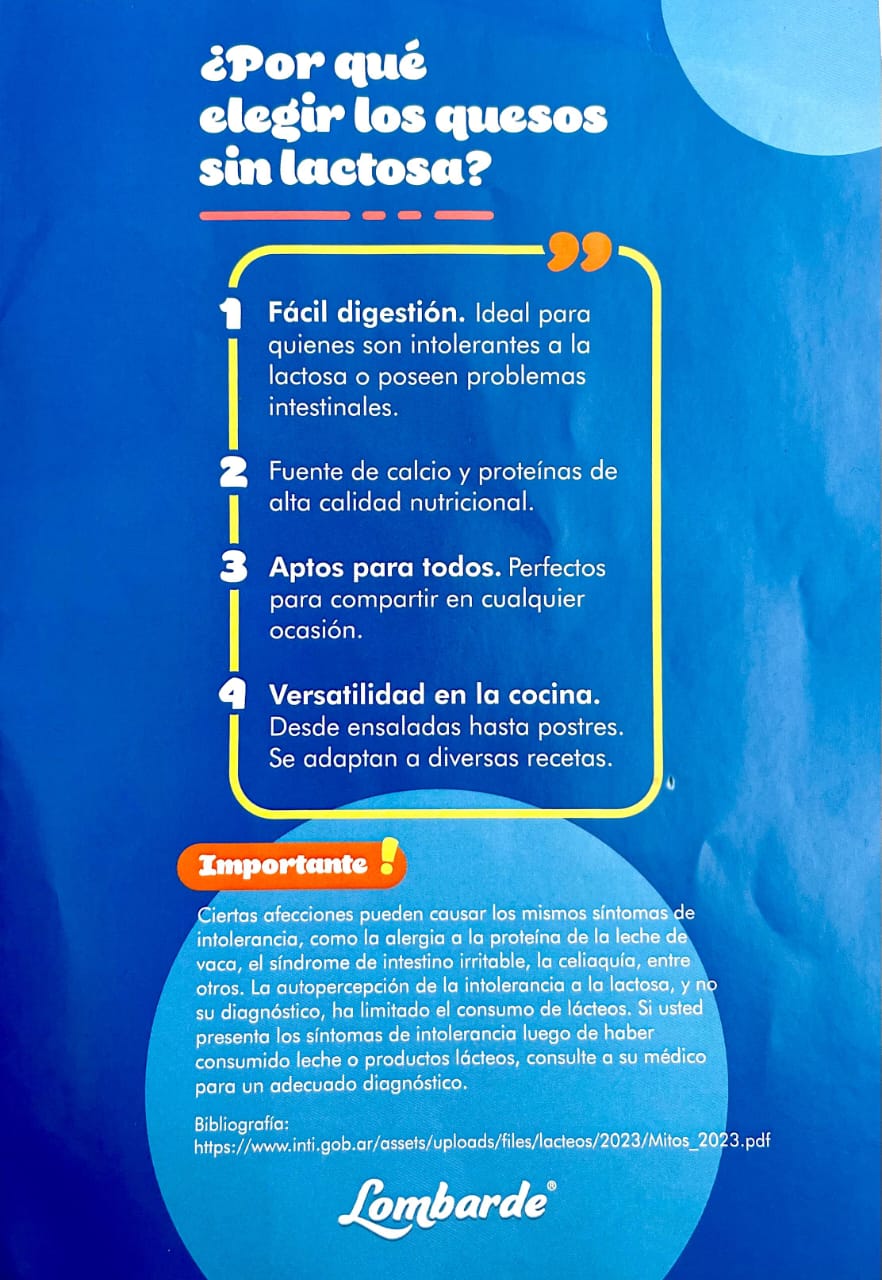 ¿Por qué
elegir los quesos
sin lactosa?
1 Fácil digestión. Ideal para
quienes son intolerantes a la
lactosa o poseen problemas
intestinales.
2 Fuente de calcio y proteínas de
alta calidad nutricional.
3 Aptos para todos. Perfectos
para compartir en cualquier
ocasión.
4 Versatilidad en la cocina.
Desde ensaladas hasta postres.
Se adaptan a diversas recetas.
Importante!
Ciertas afecciones pueden causar los mismos síntomas de
intolerancia, como la alergia a la proteína de la leche de
vaca, el síndrome de intestino irritable, la celiaquía, entre
otros. La autopercepción de la intolerancia a la lactosa, y no
su diagnóstico, ha limitado el consumo de lácteos. Si usted
presenta los síntomas de intolerancia luego de haber
consumido leche o productos lácteos, consulte a su médico
para un adecuado diagnóstico.
Bibliografía:
https://www.inti.gob.ar/assets/uploads/files/lacteos/2023/Mitos_2023.pdf
Lombarde®